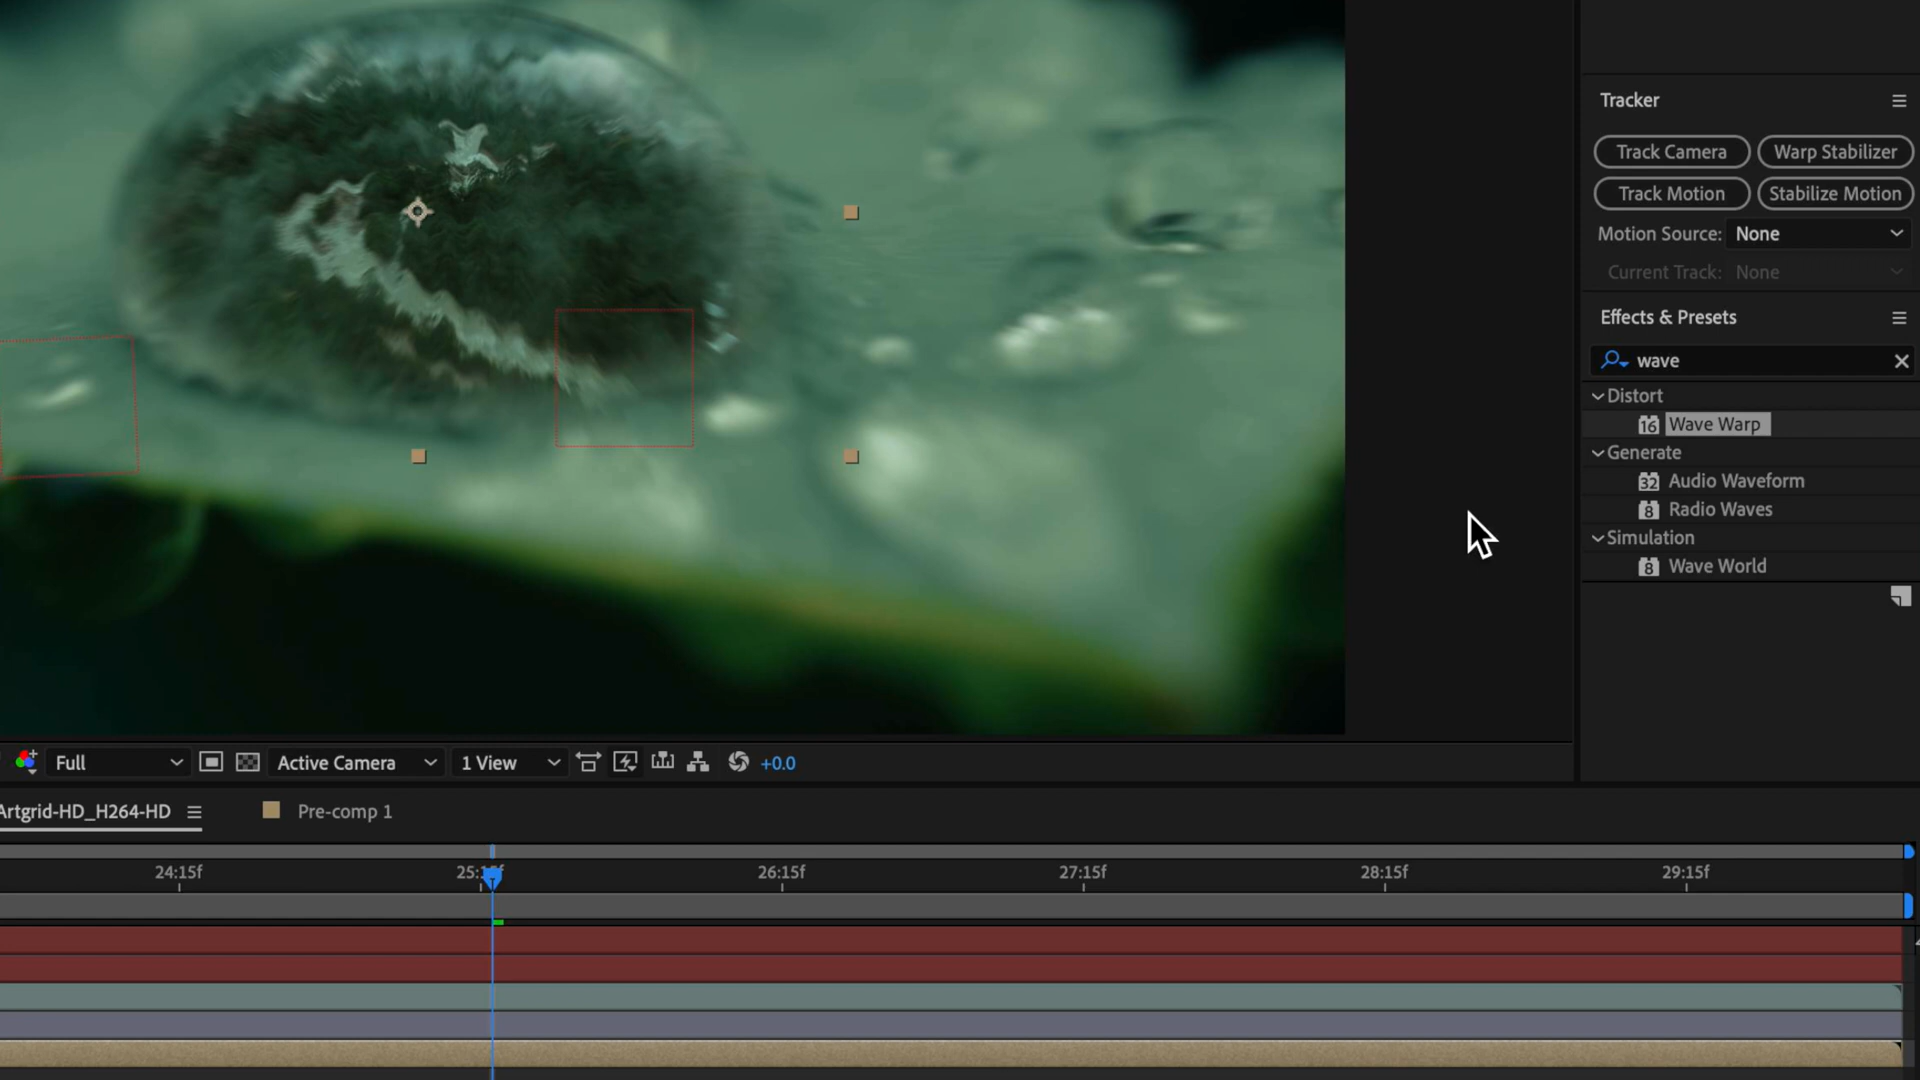 Tracker
Track Camera
Warp Stabilizer
Track Motion
Stabilize Motion
Motion Source: None
Current Track: None
Effects & Presets
wave
Distort
16 Wave Warp
Generate
32 Audio Waveform
8 Radio Waves
Simulation
8 Wave World
Full
Active Camera
1 View
+0.0
Artgrid-HD_H264-HD
Pre-comp 1
24:15f
26:15f
27:15f
28:15f
29:15f